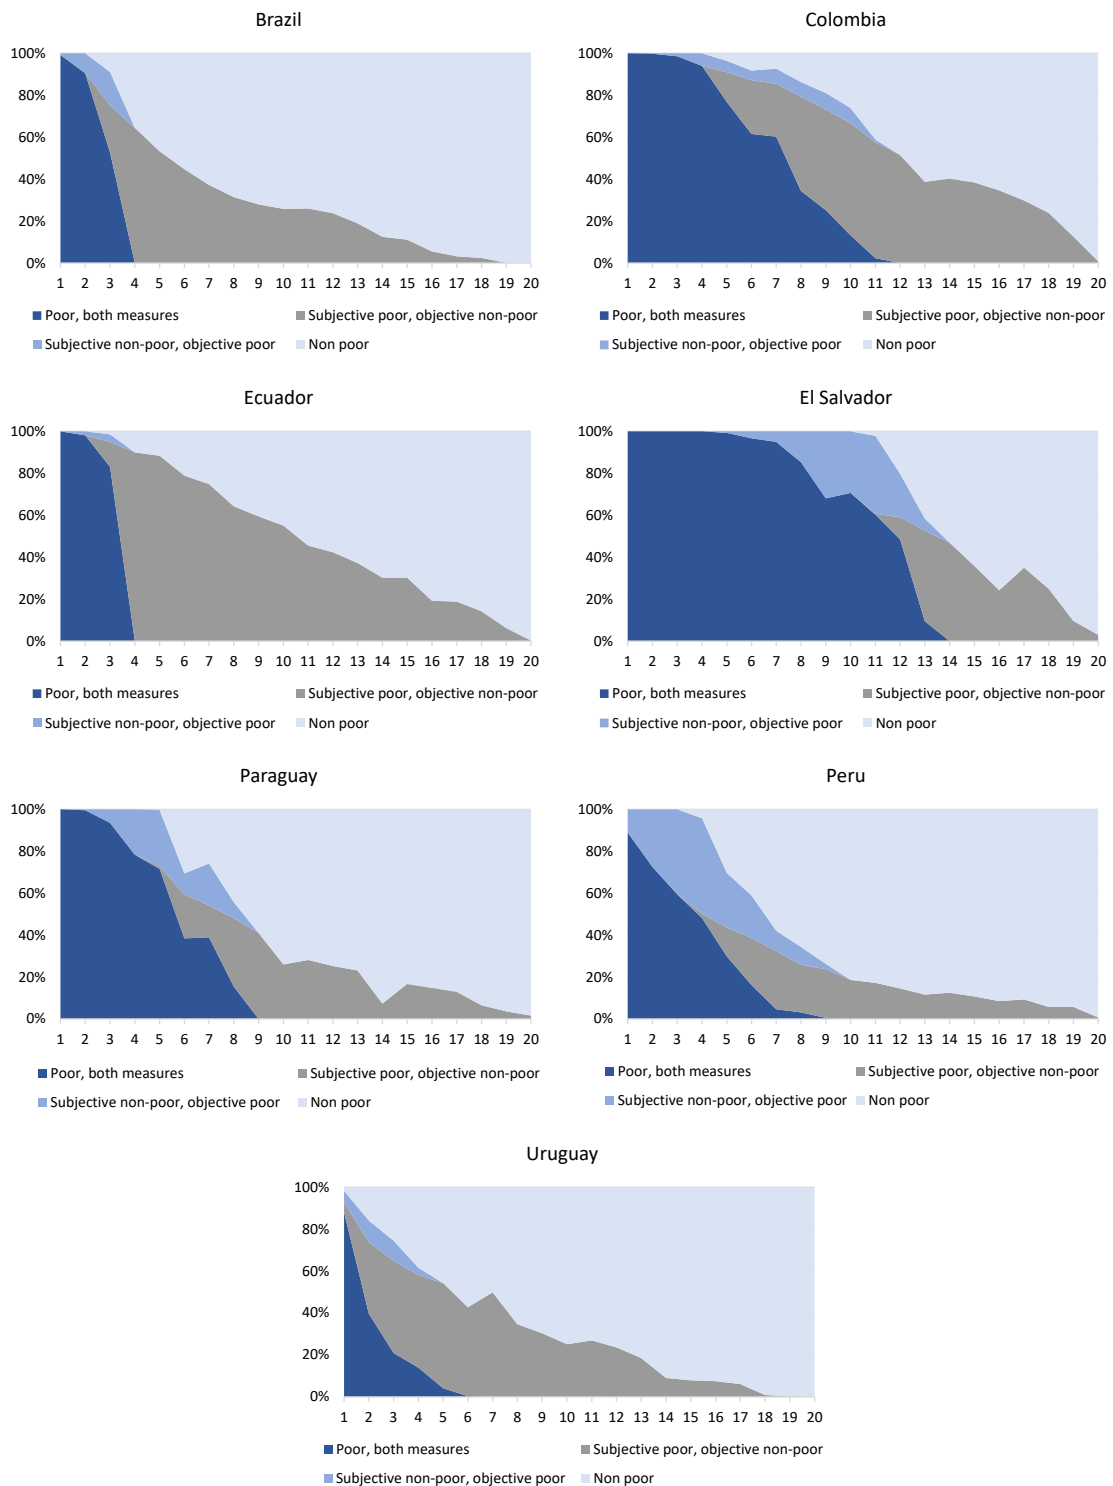 Brazil
100%
80%
60%
40%
20%
0%
1 2 3 4 5 6 7 8 9 10 11 12 13 14 15 16 17 18 19 20
Poor, both measures Subjective poor, objective non-poor
Subjective non-poor, objective poor Non poor
Colombia
100%
80%
60%
40%
20%
0%
1 2 3 4 5 6 7 8 9 10 11 12 13 14 15 16 17 18 19 20
Poor, both measures Subjective poor, objective non-poor
Subjective non-poor, objective poor Non poor
Ecuador
100%
80%
60%
40%
20%
0%
1 2 3 4 5 6 7 8 9 10 11 12 13 14 15 16 17 18 19 20
Poor, both measures Subjective poor, objective non-poor
Subjective non-poor, objective poor Non poor
El Salvador
100%
80%
60%
40%
20%
0%
1 2 3 4 5 6 7 8 9 10 11 12 13 14 15 16 17 18 19 20
Poor, both measures Subjective poor, objective non-poor
Subjective non-poor, objective poor Non poor
Paraguay
100%
80%
60%
40%
20%
0%
1 2 3 4 5 6 7 8 9 10 11 12 13 14 15 16 17 18 19 20
Poor, both measures Subjective poor, objective non-poor
Subjective non-poor, objective poor Non poor
Peru
100%
80%
60%
40%
20%
0%
1 2 3 4 5 6 7 8 9 10 11 12 13 14 15 16 17 18 19 20
Poor, both measures Subjective poor, objective non-poor
Subjective non-poor, objective poor Non poor
Uruguay
100%
80%
60%
40%
20%
0%
1 2 3 4 5 6 7 8 9 10 11 12 13 14 15 16 17 18 19 20
Poor, both measures Subjective poor, objective non-poor
Subjective non-poor, objective poor Non poor